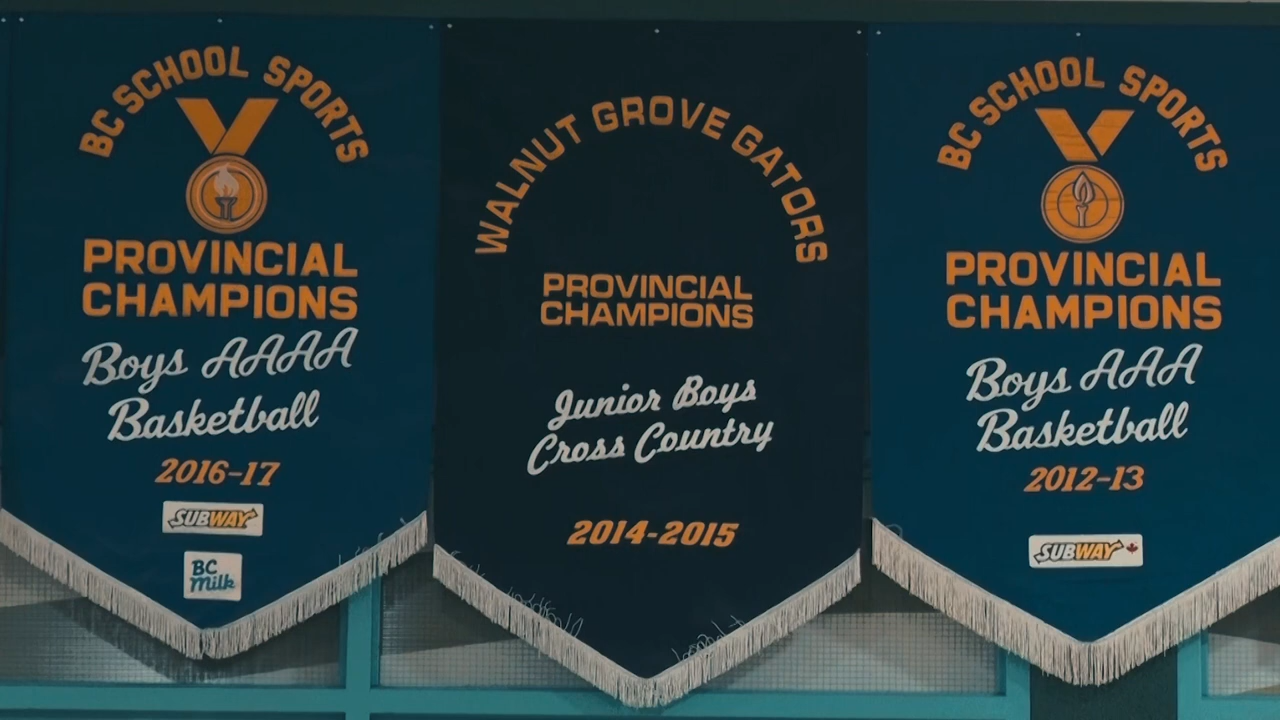 BC SCHOOL SPORTS
PROVINCIAL
CHAMPIONS
Boys AAAA
Basketball
2016-17
SUBWAY
BC
Milk
WALNUT GROVE GATORS
PROVINCIAL
CHAMPIONS
Junior Boys
Cross Country
2014-2015
BC SCHOOL SPORTS
PROVINCIAL
CHAMPIONS
Boys AAA
Basketball
2012-13
SUBWAY